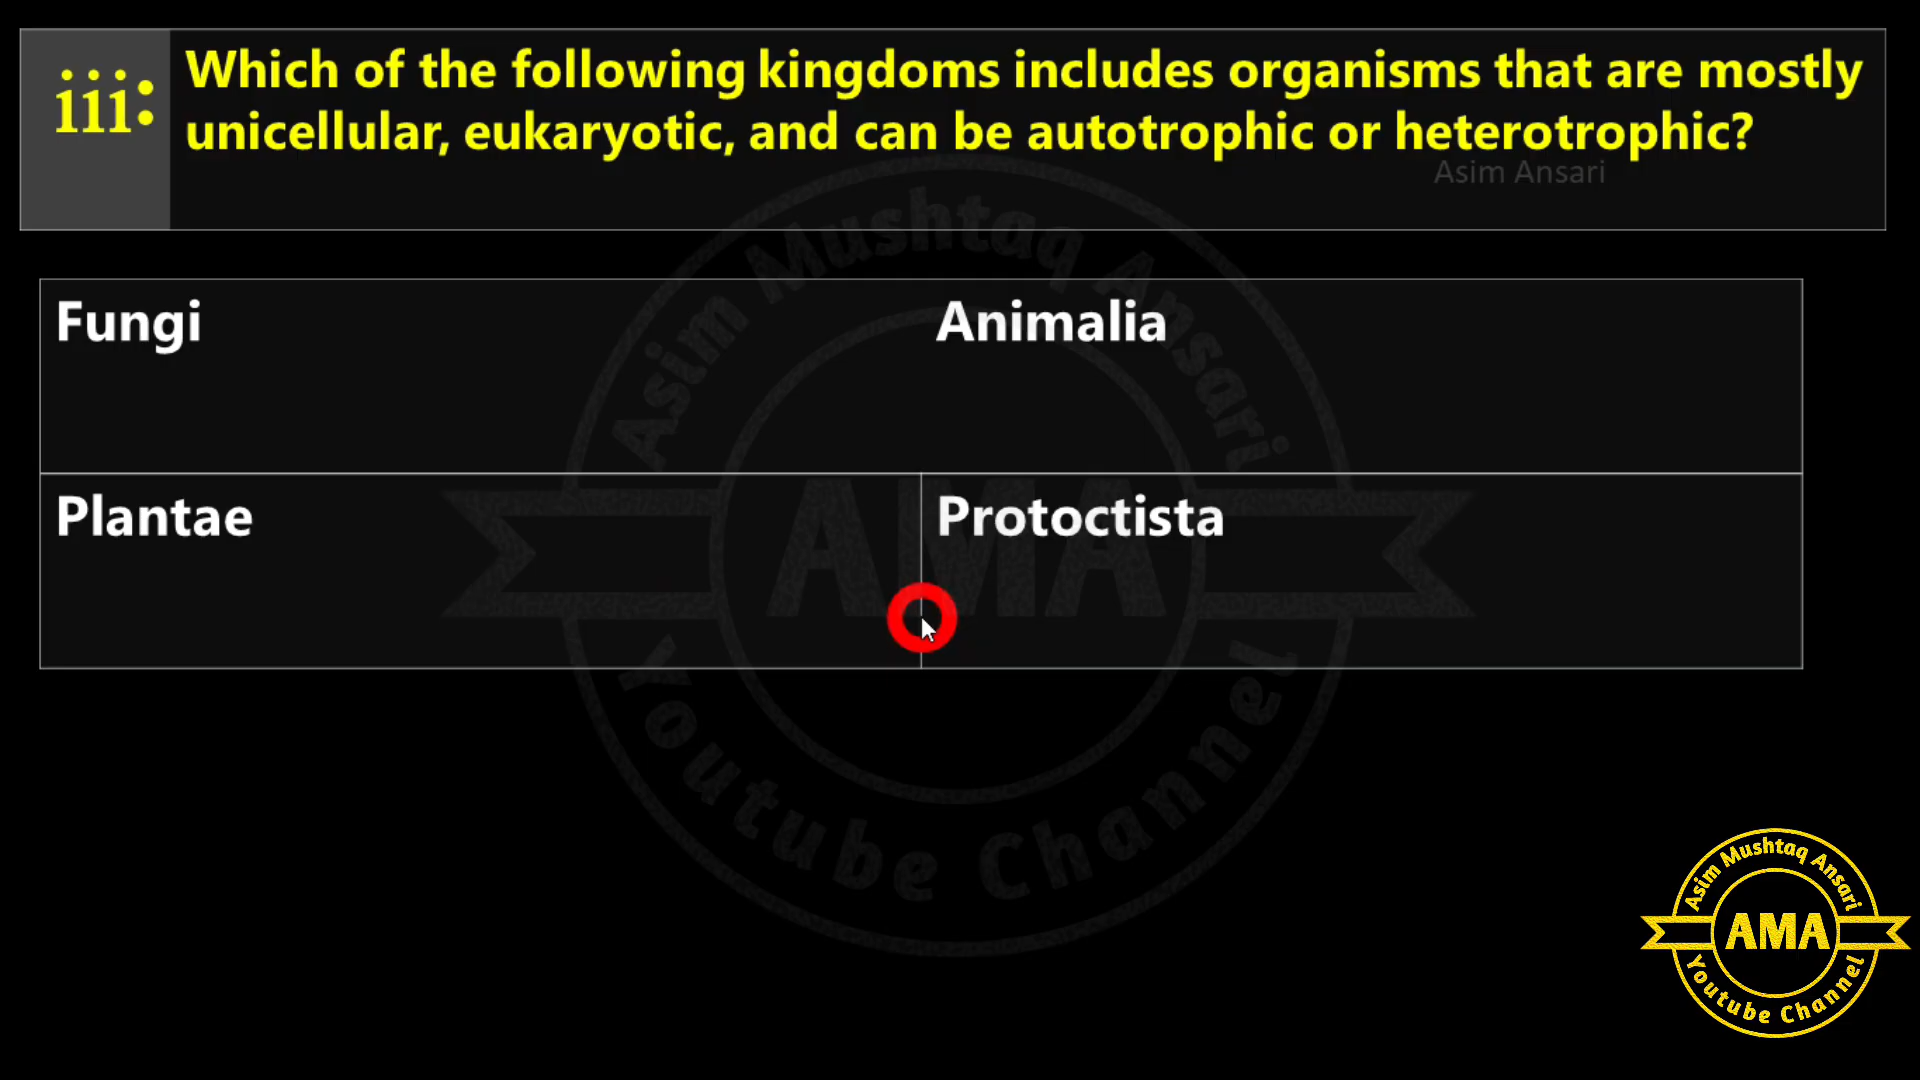 iii:
Which of the following kingdoms includes organisms that are mostly
unicellular, eukaryotic, and can be autotrophic or heterotrophic?
Asim Ansari
Fungi
Animalia
Plantae
Protoctista
Asim Mushtaq Ansari
AMA
Youtube Channel
Asim Mushtaq Ansari
AMA
Youtube Channel